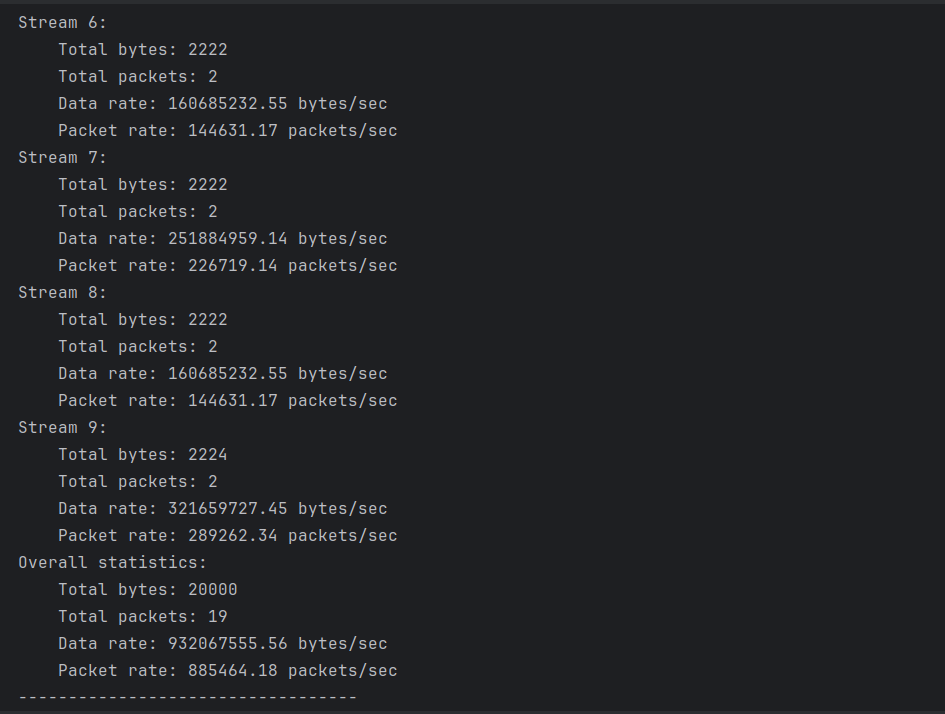 Stream 6:
    Total bytes: 2222
    Total packets: 2
    Data rate: 160685232.55 bytes/sec
    Packet rate: 144631.17 packets/sec
Stream 7:
    Total bytes: 2222
    Total packets: 2
    Data rate: 251884959.14 bytes/sec
    Packet rate: 226719.14 packets/sec
Stream 8:
    Total bytes: 2222
    Total packets: 2
    Data rate: 160685232.55 bytes/sec
    Packet rate: 144631.17 packets/sec
Stream 9:
    Total bytes: 2224
    Total packets: 2
    Data rate: 321659727.45 bytes/sec
    Packet rate: 289262.34 packets/sec
Overall statistics:
    Total bytes: 20000
    Total packets: 19
    Data rate: 932067555.56 bytes/sec
    Packet rate: 885464.18 packets/sec
----------------------------------